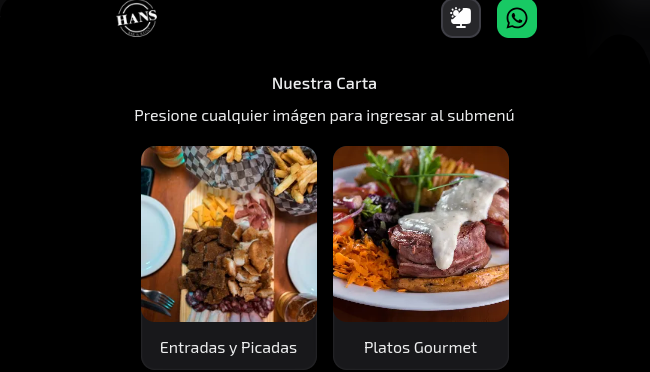 HANS
Nuestra Carta
Presione cualquier imágen para ingresar al submenú
Entradas y Picadas
Platos Gourmet